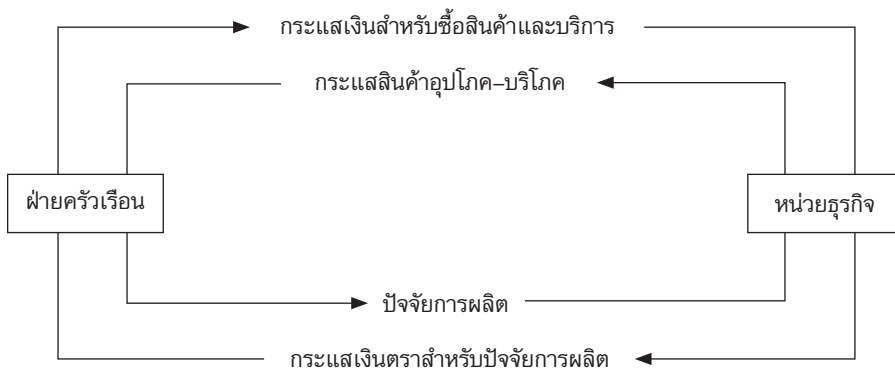 กระแสเงินสำหรับซื้อสินค้าและบริการ
กระแสสินค้าอุปโภค–บริโภค
ฝ่ายครัวเรือน
หน่วยธุรกิจ
ปัจจัยการผลิต
กระแสเงินตราสำหรับปัจจัยการผลิต